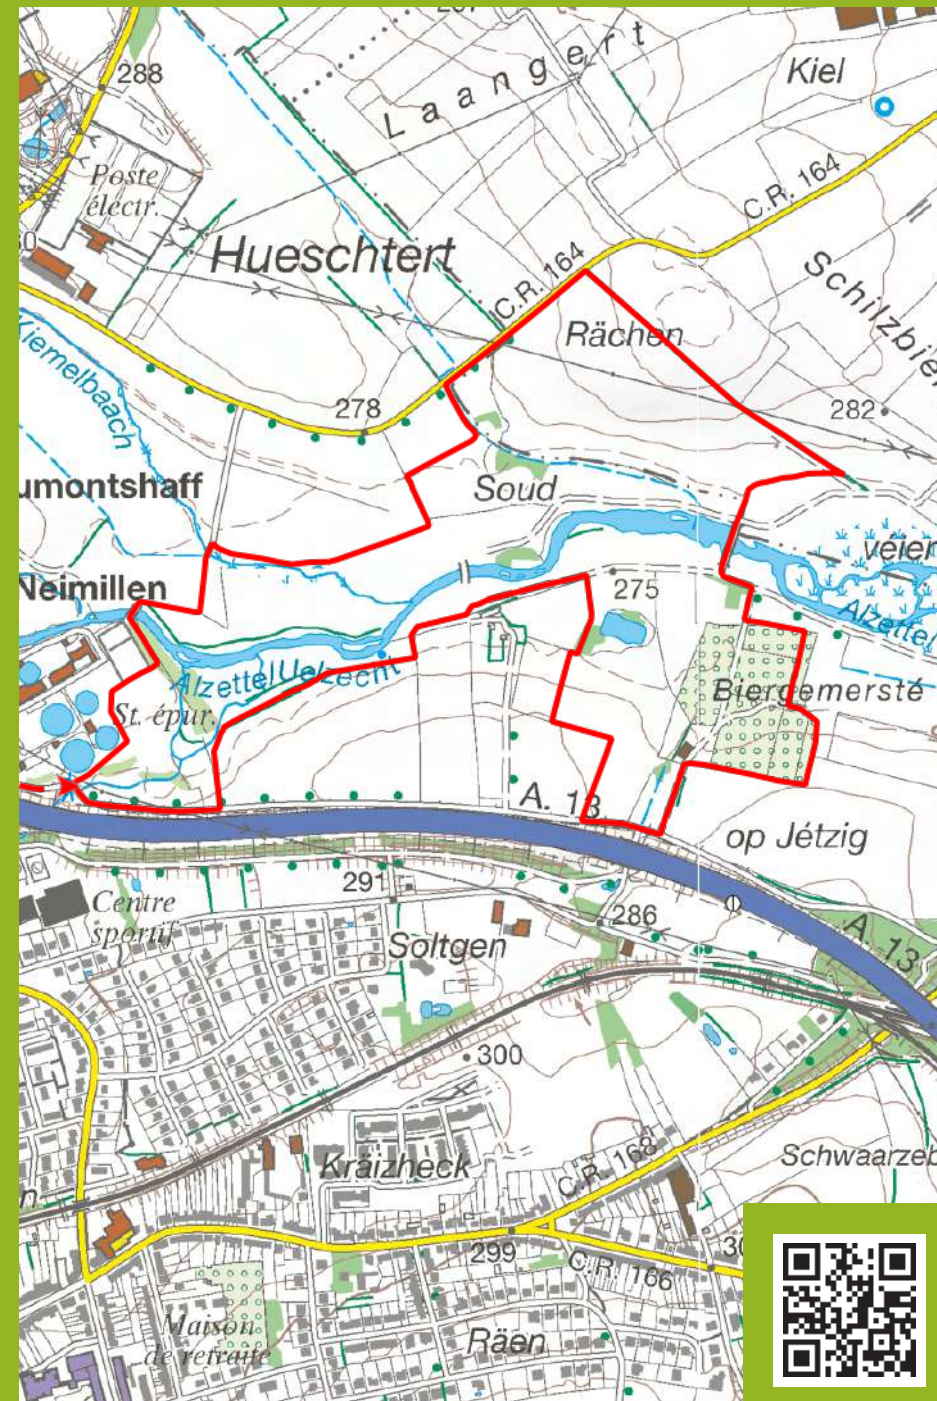 288
Laangert
Kiel
Poste
électr.
C.R. 164
Hueschtert
C.R. 164
Schilzbier
Rächen
Kiemelbaach
278
282
umontshaff
Soud
véier
Neimillen
275
Alzette
Alzette/Uelzecht
Biergemersté
St. épur.
A. 13
op Jétzig
291
Centre
sportif
286
A. 13
Soltgen
300
Kräizheck
C.R. 168
Schwaarzeb
299
C.R. 166
Maison
de retraite
Räen